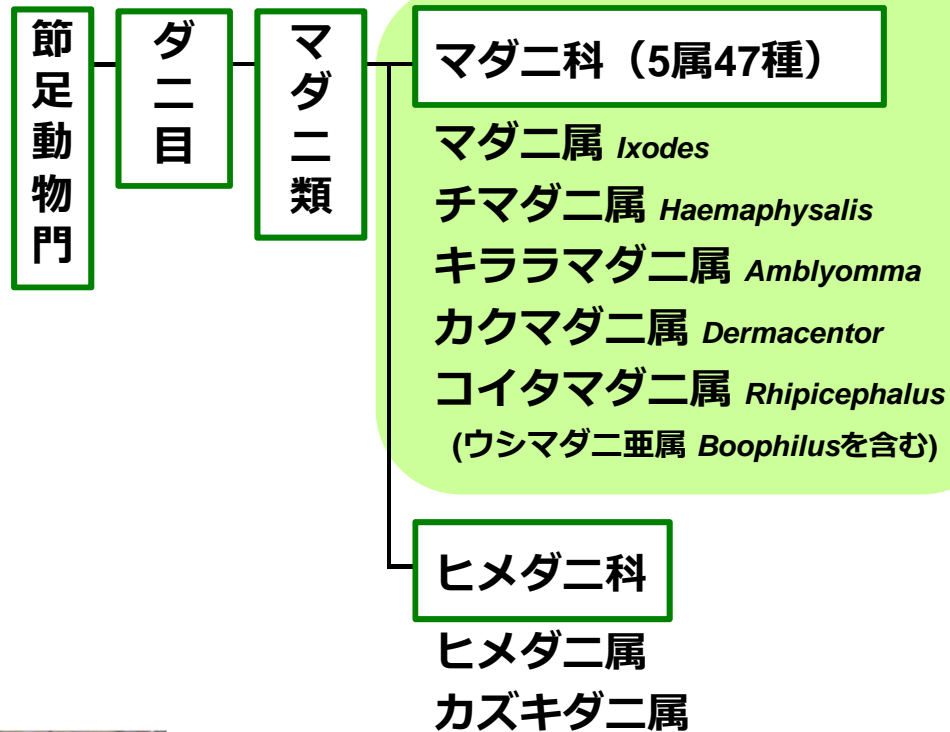 節足動物門
ダニ目
マダニ類
マダニ科（5属47種）
マダニ属 Ixodes
チマダニ属 Haemaphysalis
キララマダニ属 Amblyomma
カクマダニ属 Dermacentor
コイタマダニ属 Rhipicephalus
(ウシマダニ亜属 Boophilusを含む)
ヒメダニ科
ヒメダニ属
カズキダニ属